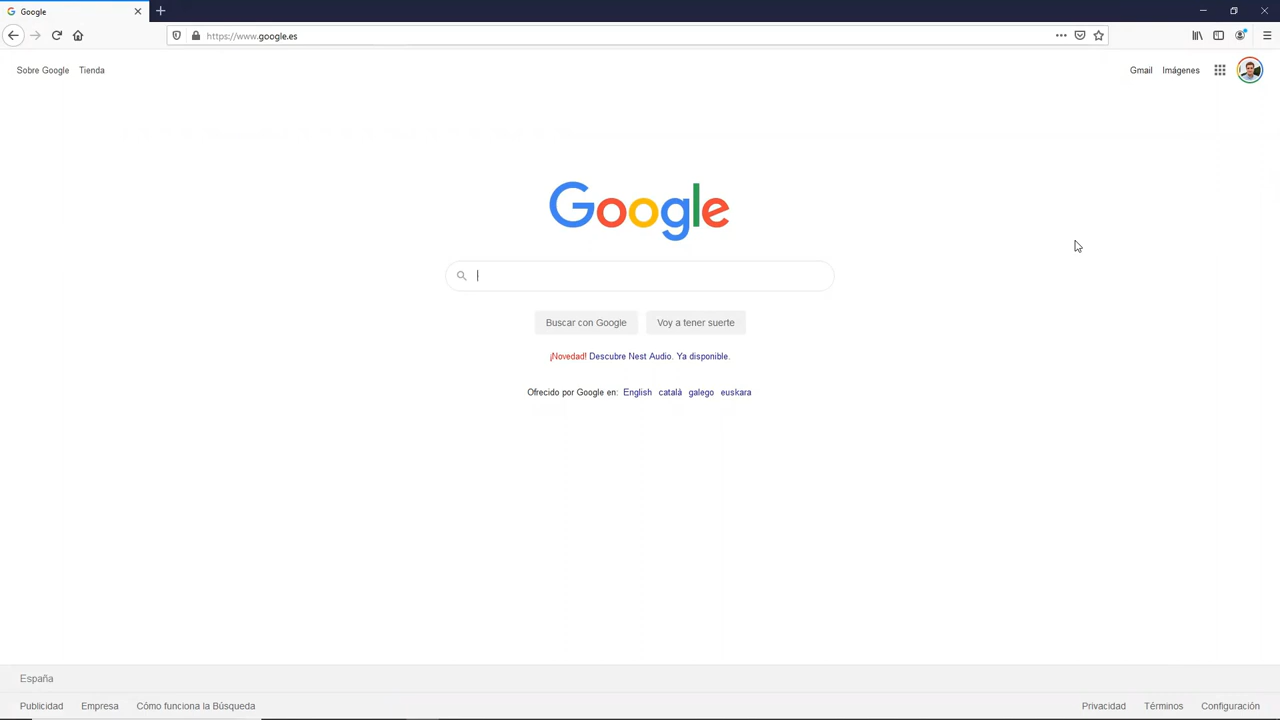 Google
https://www.google.es
Sobre Google Tienda
Gmail Imágenes
Google
Buscar con Google Voy a tener suerte
¡Novedad! Descubre Nest Audio. Ya disponible.
Ofrecido por Google en: English català galego euskara
España
Publicidad Empresa Cómo funciona la Búsqueda
Privacidad Términos Configuración